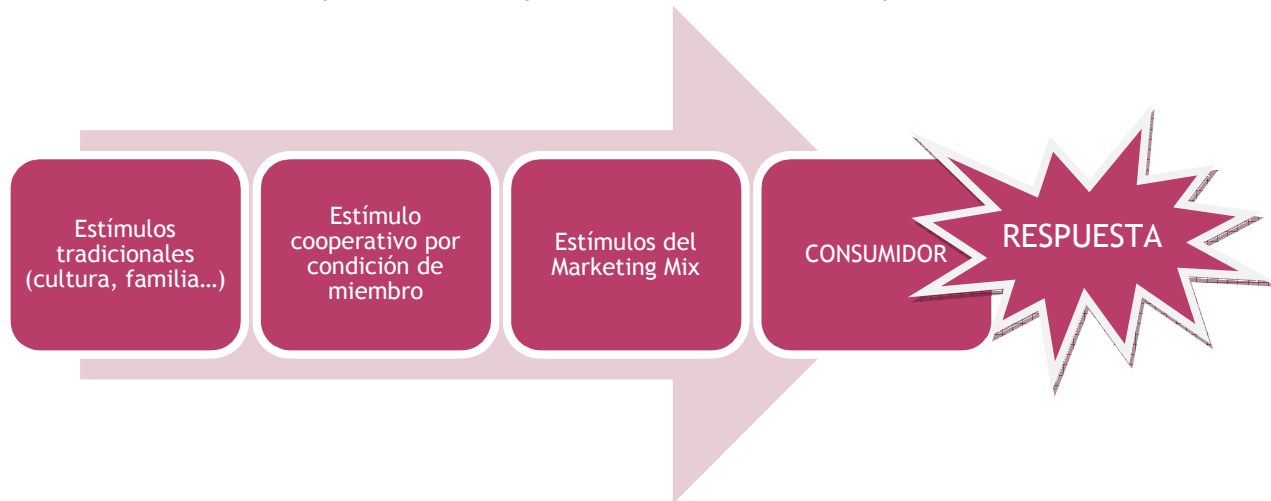 Estímulos
tradicionales
(cultura, familia…)
Estímulo
cooperativo por
condición de
miembro
Estímulos del
Marketing Mix
CONSUMIDOR
RESPUESTA